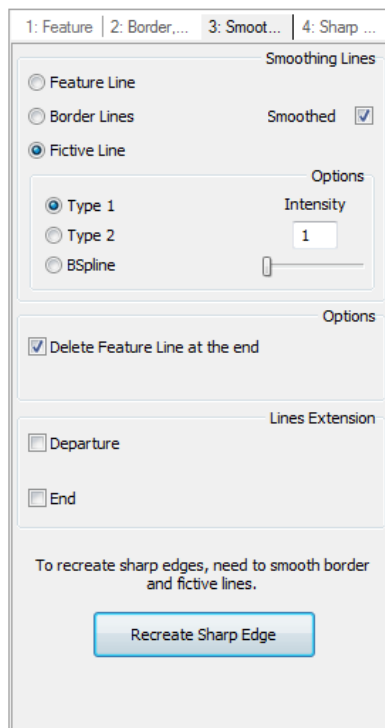 1: Feature 2: Border,... 3: Smoot... 4: Sharp ...
Smoothing Lines
Feature Line
Border Lines Smoothed
Fictive Line
Options
Type 1 Intensity
Type 2 1
BSpline
Options
Delete Feature Line at the end
Lines Extension
Departure
End
To recreate sharp edges, need to smooth border
and fictive lines.
Recreate Sharp Edge